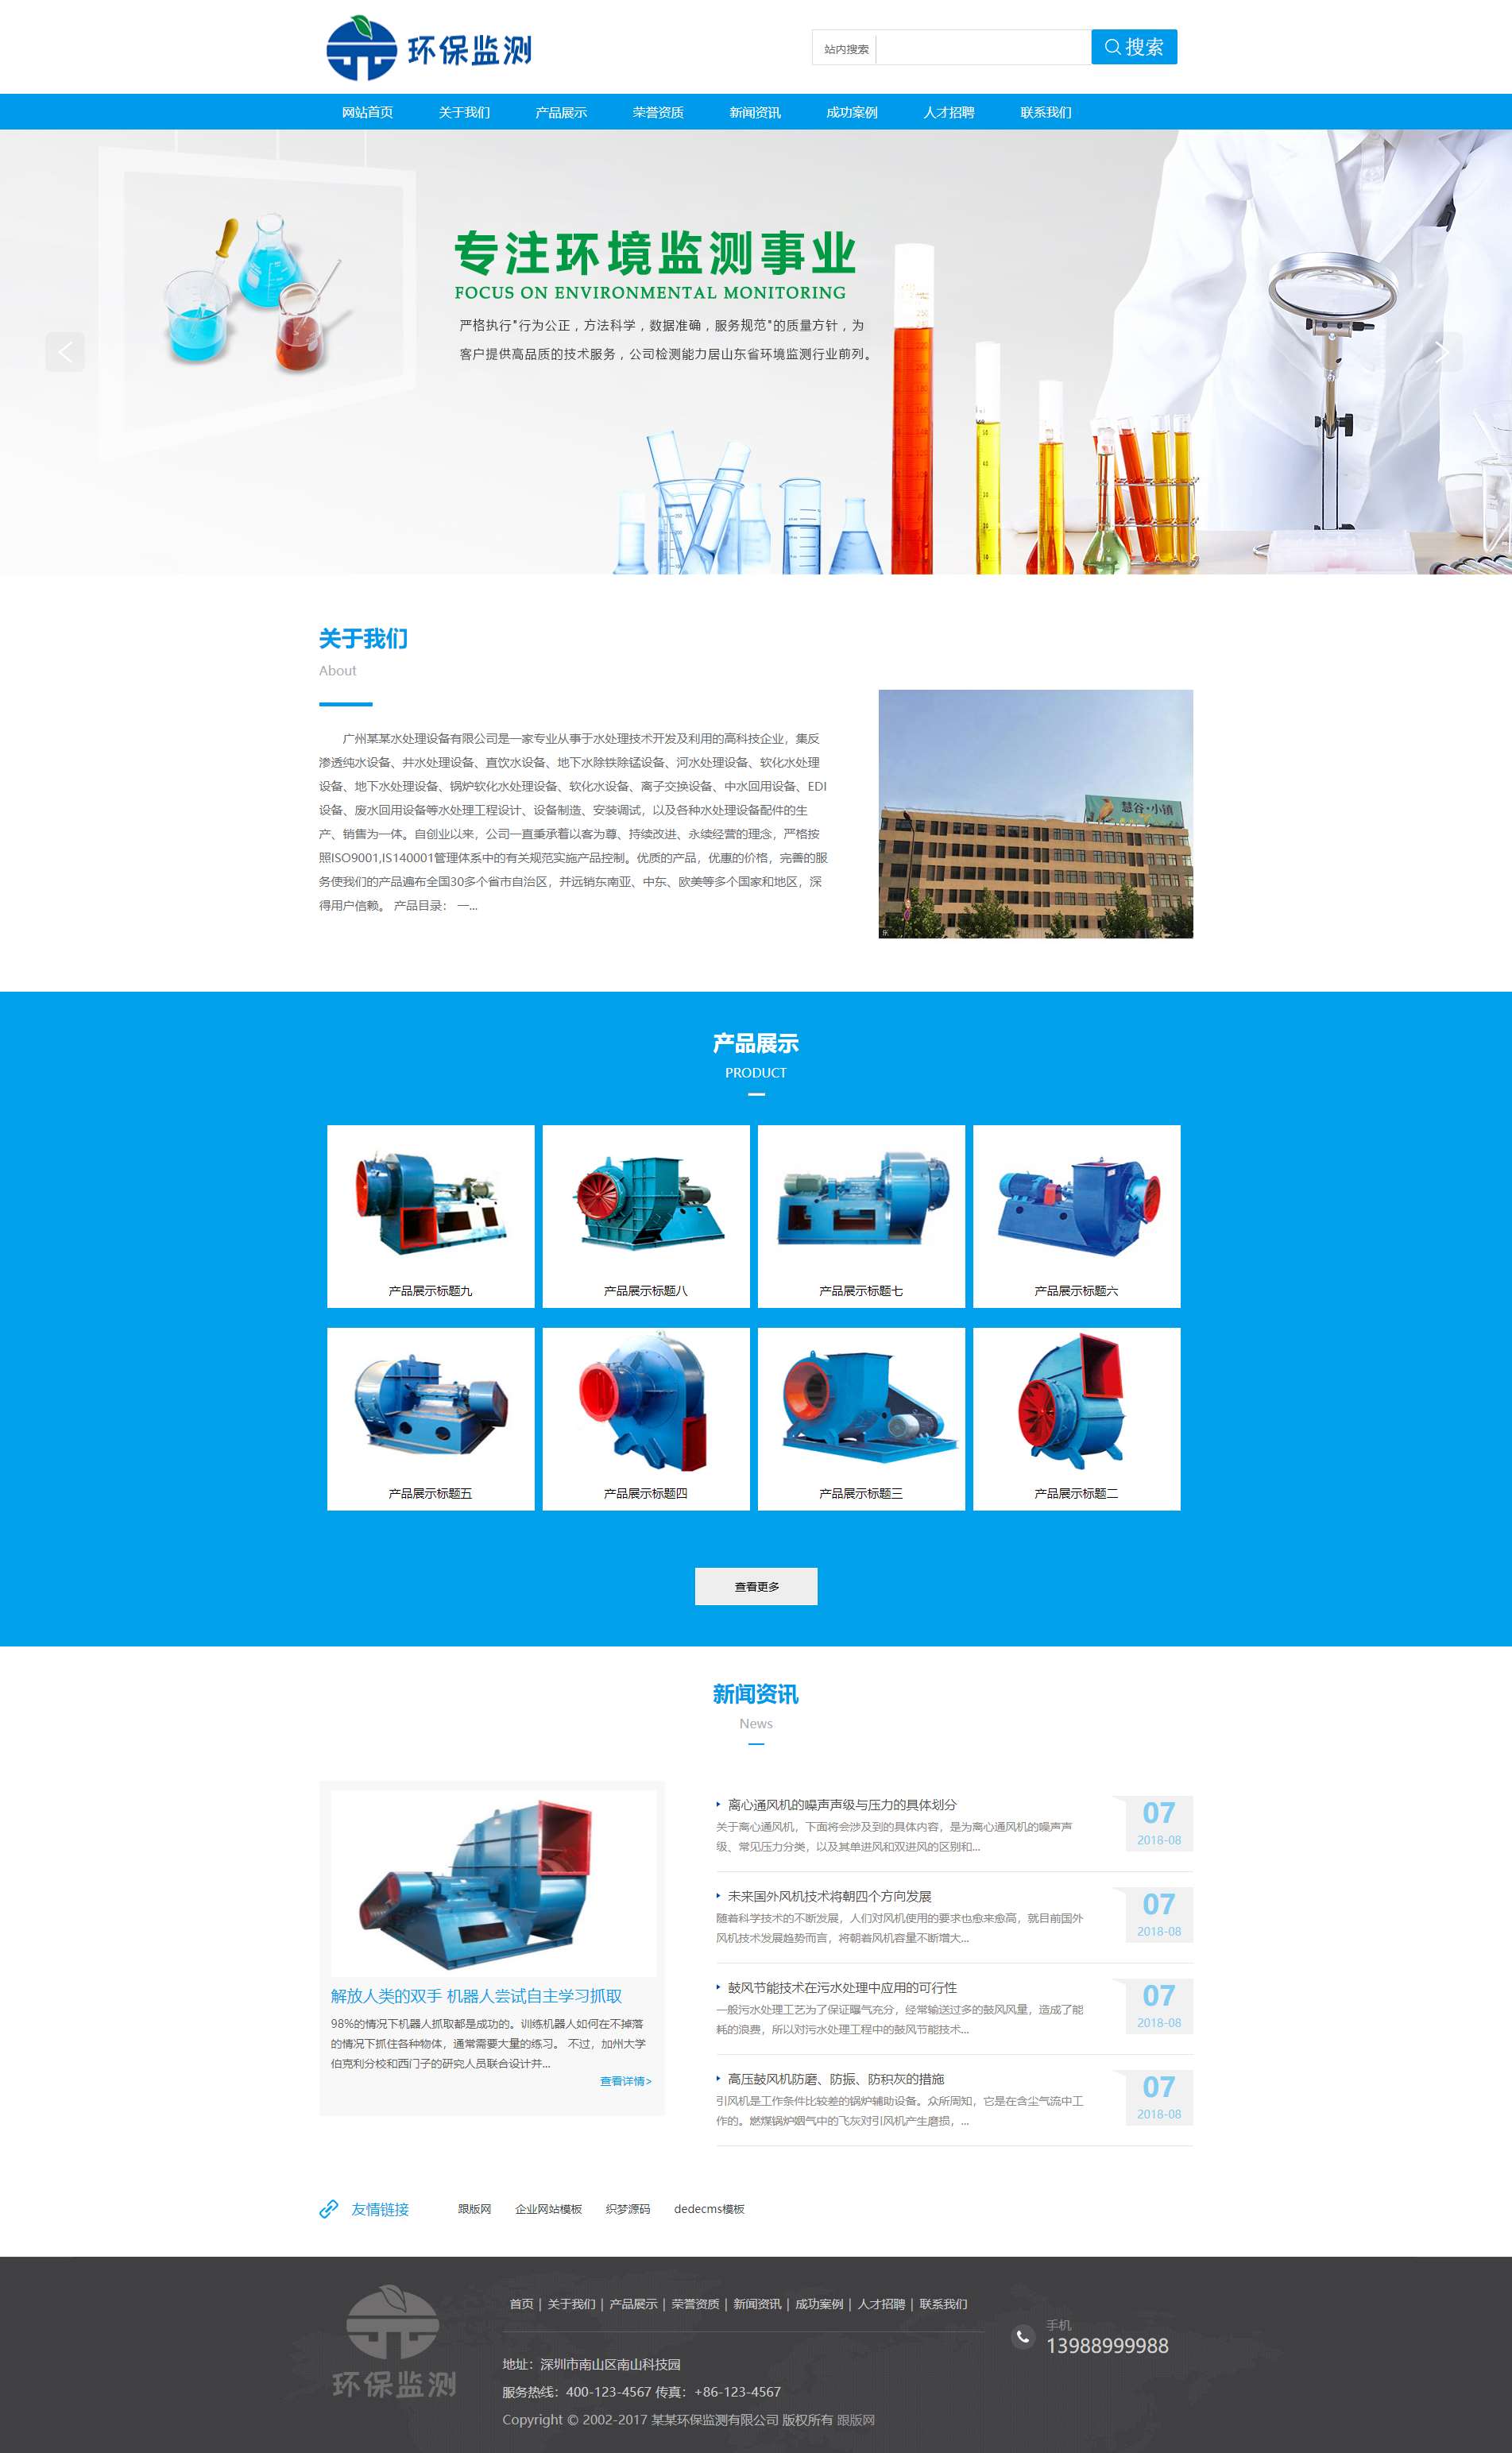 环保监测
站内搜索
搜索
网站首页 关于我们 产品展示 荣誉资质 新闻资讯 成功案例 人才招聘 联系我们
专注环境监测事业
FOCUS ON ENVIRONMENTAL MONITORING
严格执行"行为公正，方法科学，数据准确，服务规范"的质量方针，为
客户提供高品质的技术服务，公司检测能力居山东省环境监测行业前列。
关于我们
About
广州某某水处理设备有限公司是一家专业从事于水处理技术开发及利用的高科技企业，集反
渗透纯水设备、井水处理设备、直饮水设备、地下水除铁除锰设备、河水处理设备、软化水处理
设备、地下水处理设备、锅炉软化水处理设备、软化水设备、离子交换设备、中水回用设备、EDI
设备、废水回用设备等水处理工程设计、设备制造、安装调试，以及各种水处理设备配件的生
产、销售为一体。自创业以来，公司一直秉承着以客为尊、持续改进、永续经营的理念，严格按
照ISO9001,IS140001管理体系中的有关规范实施产品控制。优质的产品，优惠的价格，完善的服
务使我们的产品遍布全国30多个省市自治区，并远销东南亚、中东、欧美等多个国家和地区，深
得用户信赖。 产品目录： 一...
慧谷·小镇
产品展示
PRODUCT
产品展示标题九
产品展示标题八
产品展示标题七
产品展示标题六
产品展示标题五
产品展示标题四
产品展示标题三
产品展示标题二
查看更多
新闻资讯
News
解放人类的双手 机器人尝试自主学习抓取
98%的情况下机器人抓取都是成功的。训练机器人如何在不掉落
的情况下抓住各种物体，通常需要大量的练习。 不过，加州大学
伯克利分校和西门子的研究人员联合设计并...
查看详情>
离心通风机的噪声声级与压力的具体划分
关于离心通风机，下面将会涉及到的具体内容，是为离心通风机的噪声声
级、常见压力分类，以及其单进风和双进风的区别和...
07
2018-08
未来国外风机技术将朝四个方向发展
随着科学技术的不断发展，人们对风机使用的要求也愈来愈高，就目前国外
风机技术发展趋势而言，将朝着风机容量不断增大...
07
2018-08
鼓风节能技术在污水处理中应用的可行性
一般污水处理工艺为了保证曝气充分，经常输送过多的鼓风风量，造成了能
耗的浪费，所以对污水处理工程中的鼓风节能技术...
07
2018-08
高压鼓风机防磨、防振、防积灰的措施
引风机是工作条件比较差的锅炉辅助设备。众所周知，它是在含尘气流中工
作的。燃煤锅炉烟气中的飞灰对引风机产生磨损，...
07
2018-08
友情链接 跟版网 企业网站模板 织梦源码 dedecms模板
环保监测
首页 | 关于我们 | 产品展示 | 荣誉资质 | 新闻资讯 | 成功案例 | 人才招聘 | 联系我们
地址：深圳市南山区南山科技园
服务热线：400-123-4567 传真：+86-123-4567
Copyright © 2002-2017 某某环保监测有限公司 版权所有 跟版网
手机
13988999988